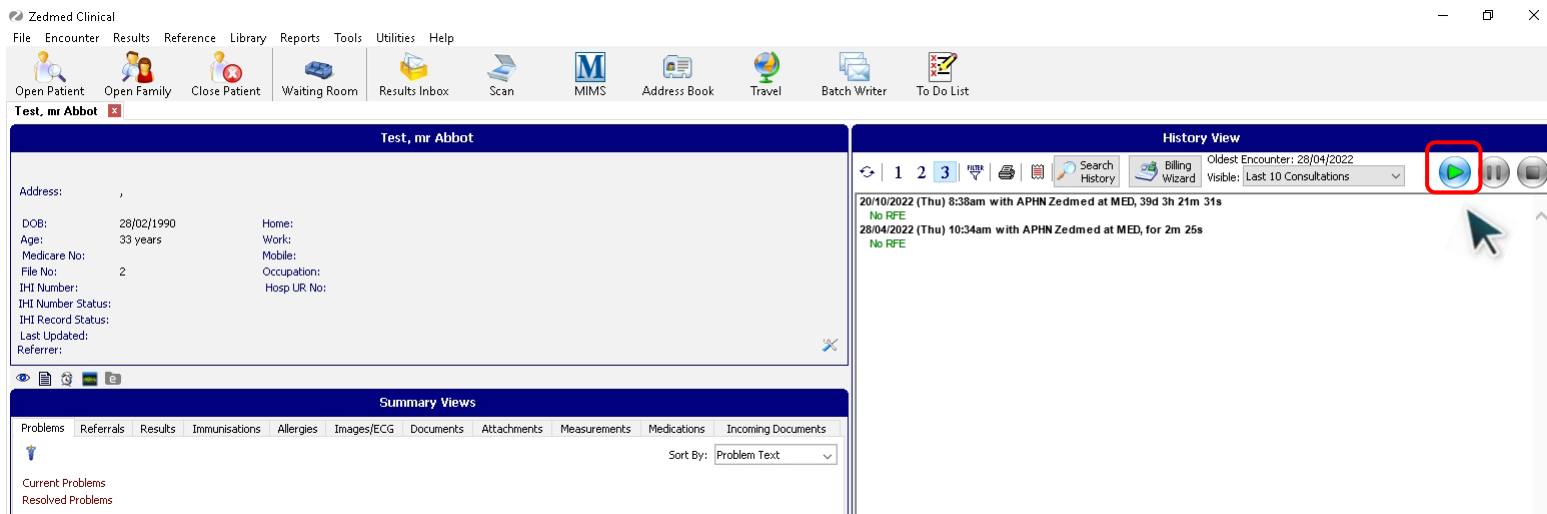 Zedmed Clinical
File Encounter Results Reference Library Reports Tools Utilities Help
Open Patient Open Family Close Patient Waiting Room Results Inbox Scan MIMS Address Book Travel Batch Writer To Do List
Test, mr Abbot
Test, mr Abbot
Address: ,
DOB: 28/02/1990 Home:
Age: 33 years Work:
Medicare No: Mobile:
File No: 2 Occupation:
IHI Number: Hosp UR No:
IHI Number Status:
IHI Record Status:
Last Updated:
Referrer:
Summary Views
Problems Referrals Results Immunisations Allergies Images/ECG Documents Attachments Measurements Medications Incoming Documents
Sort By: Problem Text
Current Problems
Resolved Problems
History View
1 2 3 FILTER Search History Billing Wizard
Oldest Encounter: 28/04/2022
Visible: Last 10 Consultations
20/10/2022 (Thu) 8:38am with APHN Zedmed at MED, 39d 3h 21m 31s
No RFE
28/04/2022 (Thu) 10:34am with APHN Zedmed at MED, for 2m 25s
No RFE